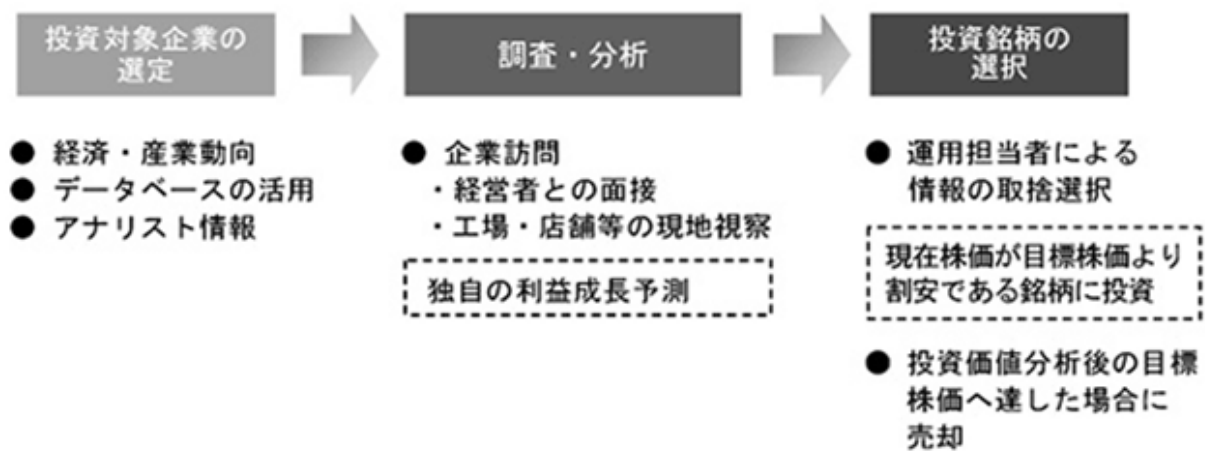 投資対象企業の
選定
調査・分析
投資銘柄の
選択
● 経済・産業動向
● データベースの活用
● アナリスト情報
● 企業訪問
・経営者との面接
・工場・店舗等の現地視察
独自の利益成長予測
● 運用担当者による
情報の取捨選択
現在株価が目標株価より
割安である銘柄に投資
● 投資価値分析後の目標
株価へ達した場合に
売却